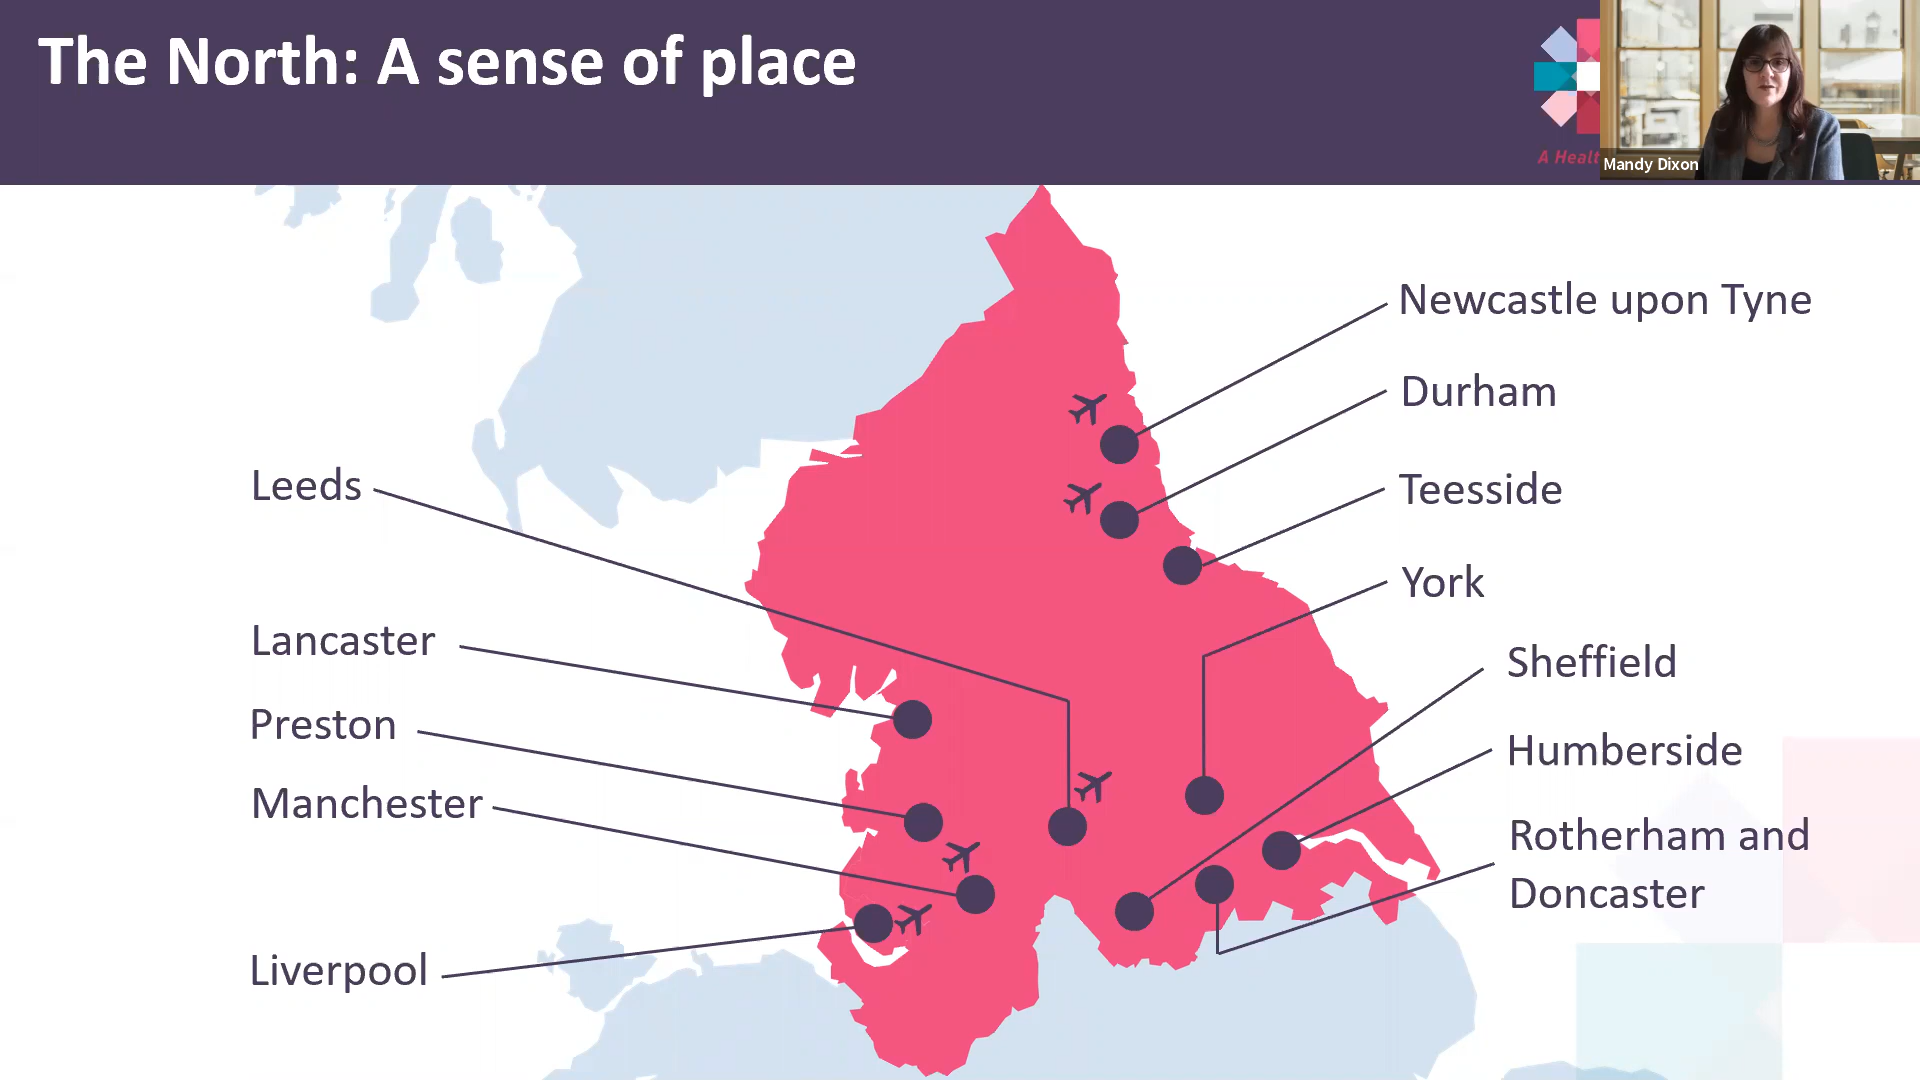 The North: A sense of place
A Healt
Mandy Dixon
Newcastle upon Tyne
Durham
Leeds
Teesside
York
Lancaster
Sheffield
Preston
Humberside
Manchester
Rotherham and
Doncaster
Liverpool